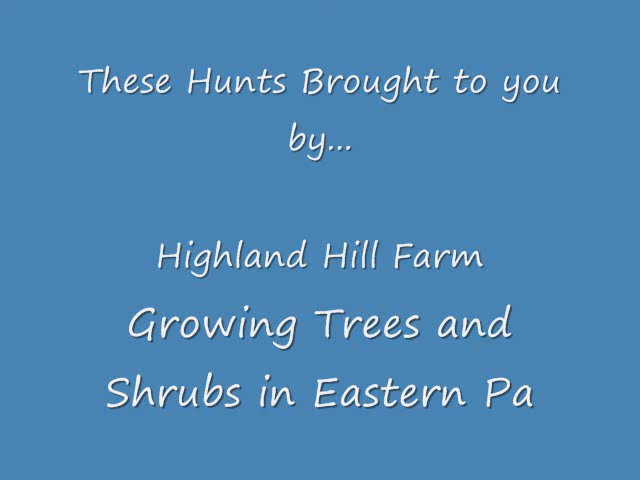 These Hunts Brought to you
by...
Highland Hill Farm
Growing Trees and
Shrubs in Eastern Pa